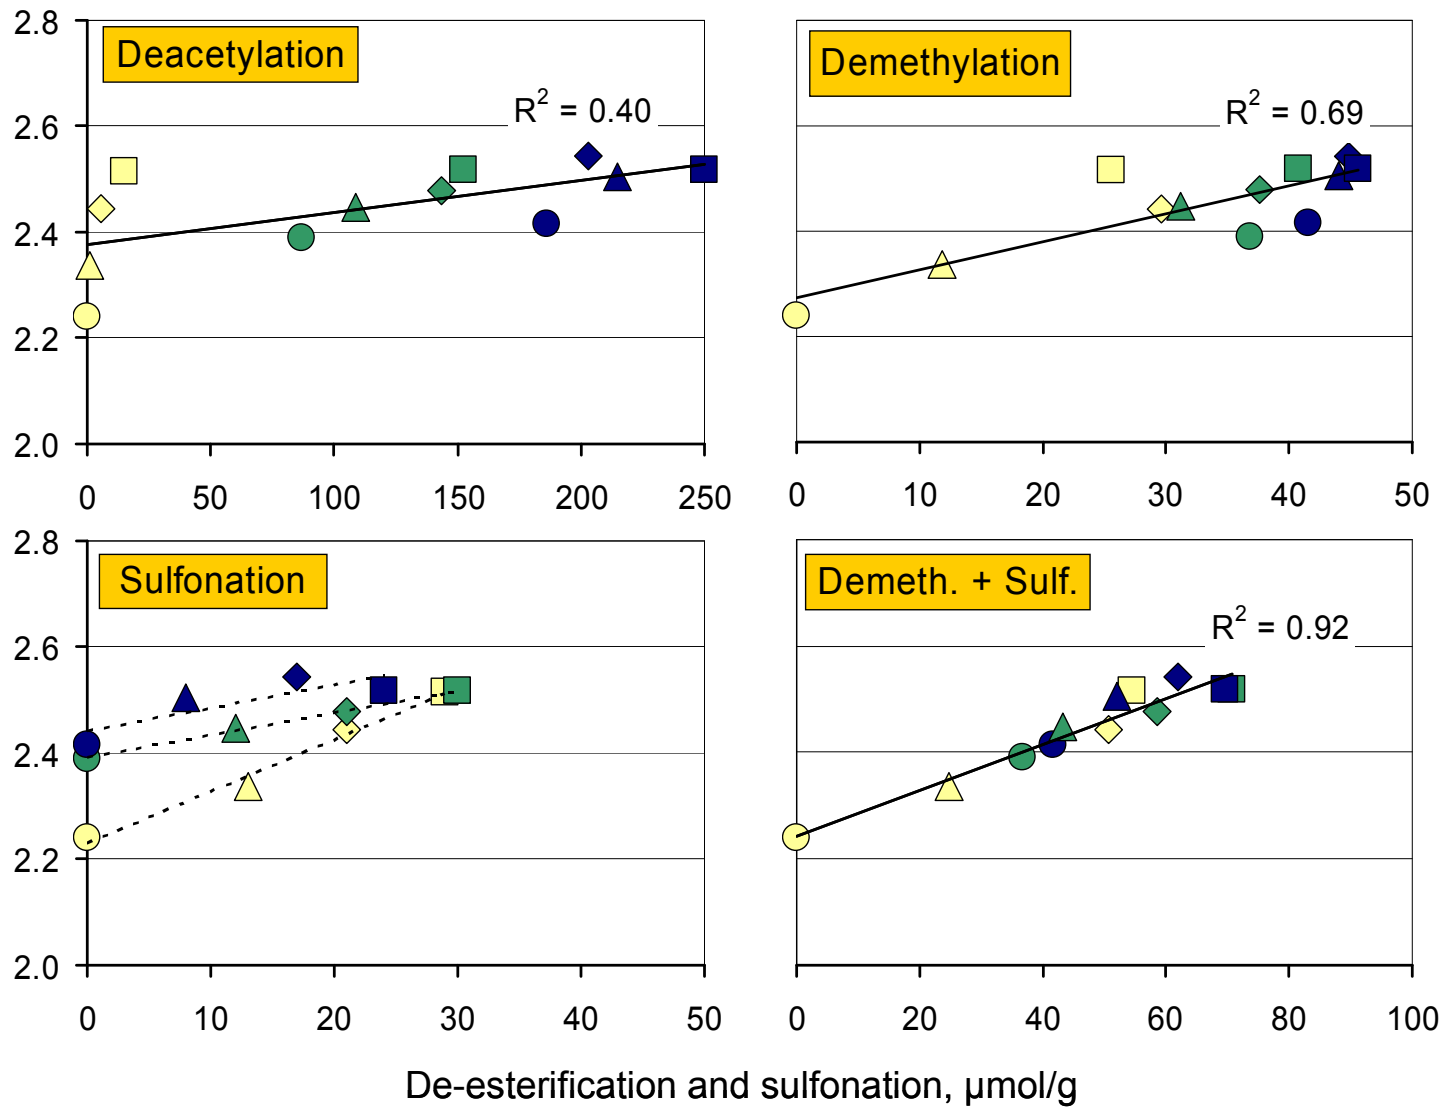 2.8
2.6
2.4
2.2
2.0
Deacetylation
R² = 0.40
0 50 100 150 200 250
Demethylation
R² = 0.69
0 10 20 30 40 50
2.8
2.6
2.4
2.2
2.0
Sulfonation
0 10 20 30 40 50
Demeth. + Sulf.
R² = 0.92
0 20 40 60 80 100
De-esterification and sulfonation, µmol/g